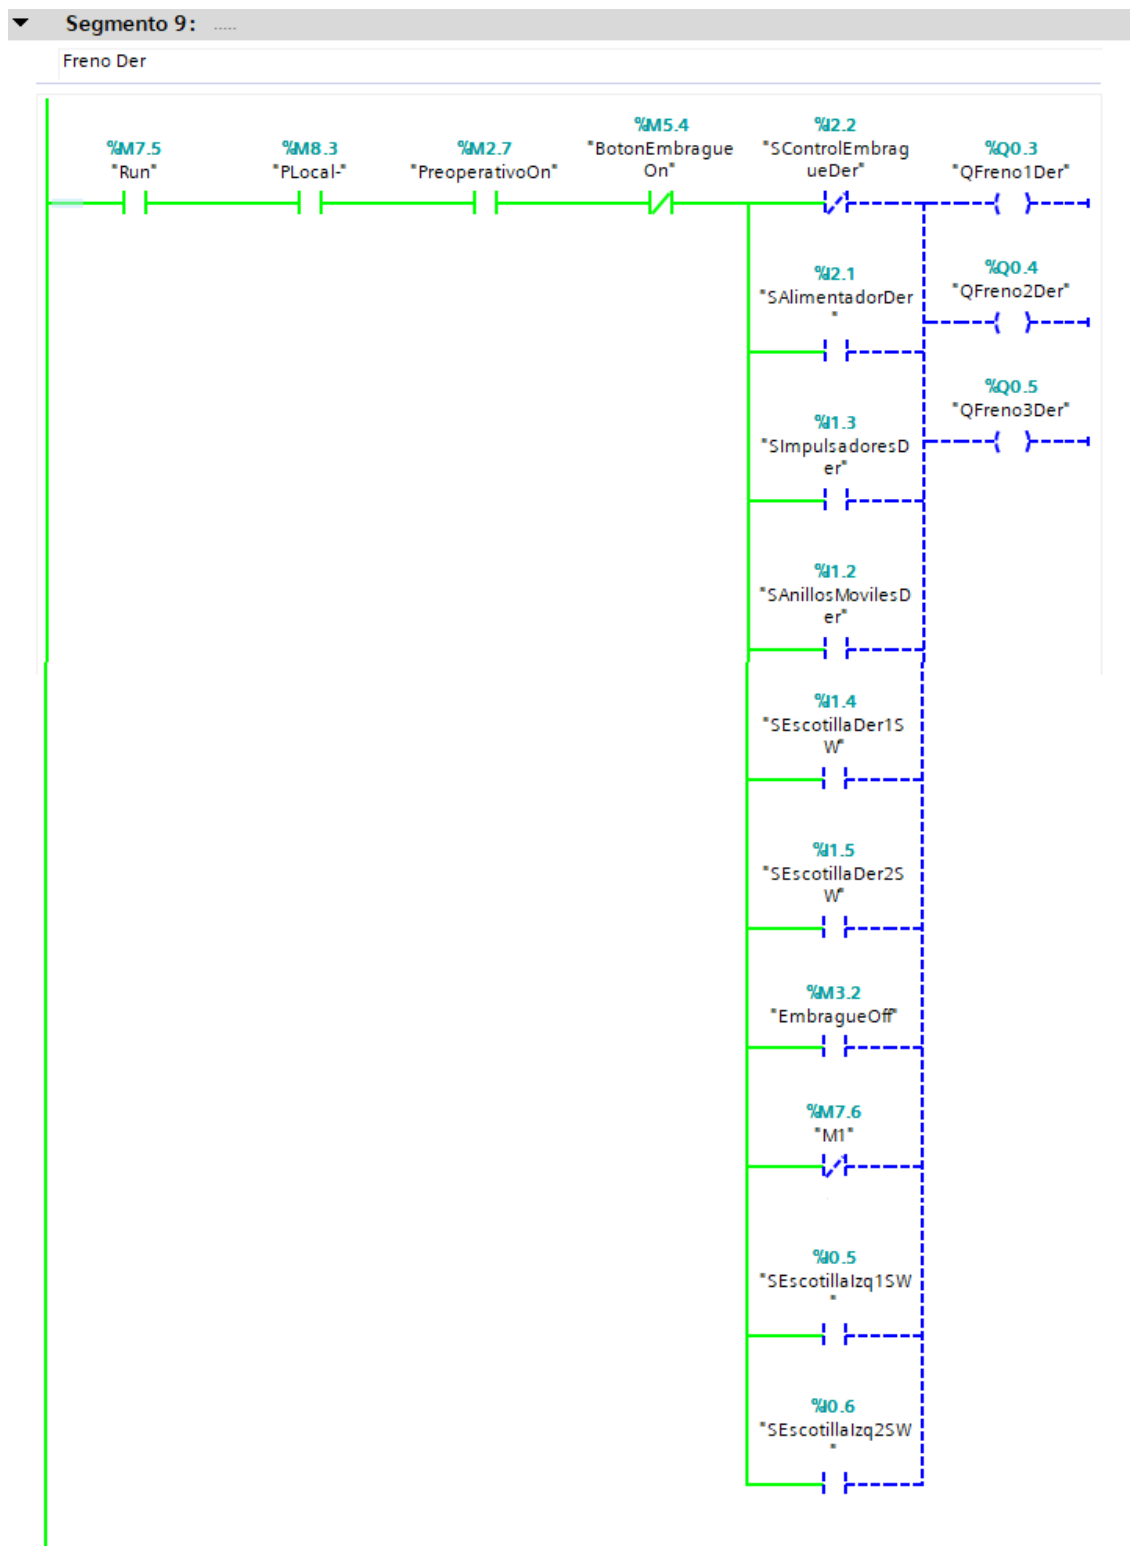 Segmento 9: .....
Freno Der
%M7.5
"Run"
%M8.3
"PLocal-"
%M2.7
"PreoperativoOn"
%M5.4
"BotonEmbrague
On"
%I2.2
"SControlEmbrag
ueDer"
%Q0.3
"QFreno1Der"
%I2.1
"SAlimentadorDer
"
%Q0.4
"QFreno2Der"
%Q0.5
"QFreno3Der"
%I1.3
"SImpulsadoresD
er"
%I1.2
"SAnillosMovilesD
er"
%I1.4
"SEscotillaDer1S
W"
%I1.5
"SEscotillaDer2S
W"
%M3.2
"EmbragueOff"
%M7.6
"M1"
%I0.5
"SEscotillaIzq1SW
"
%I0.6
"SEscotillaIzq2SW
"